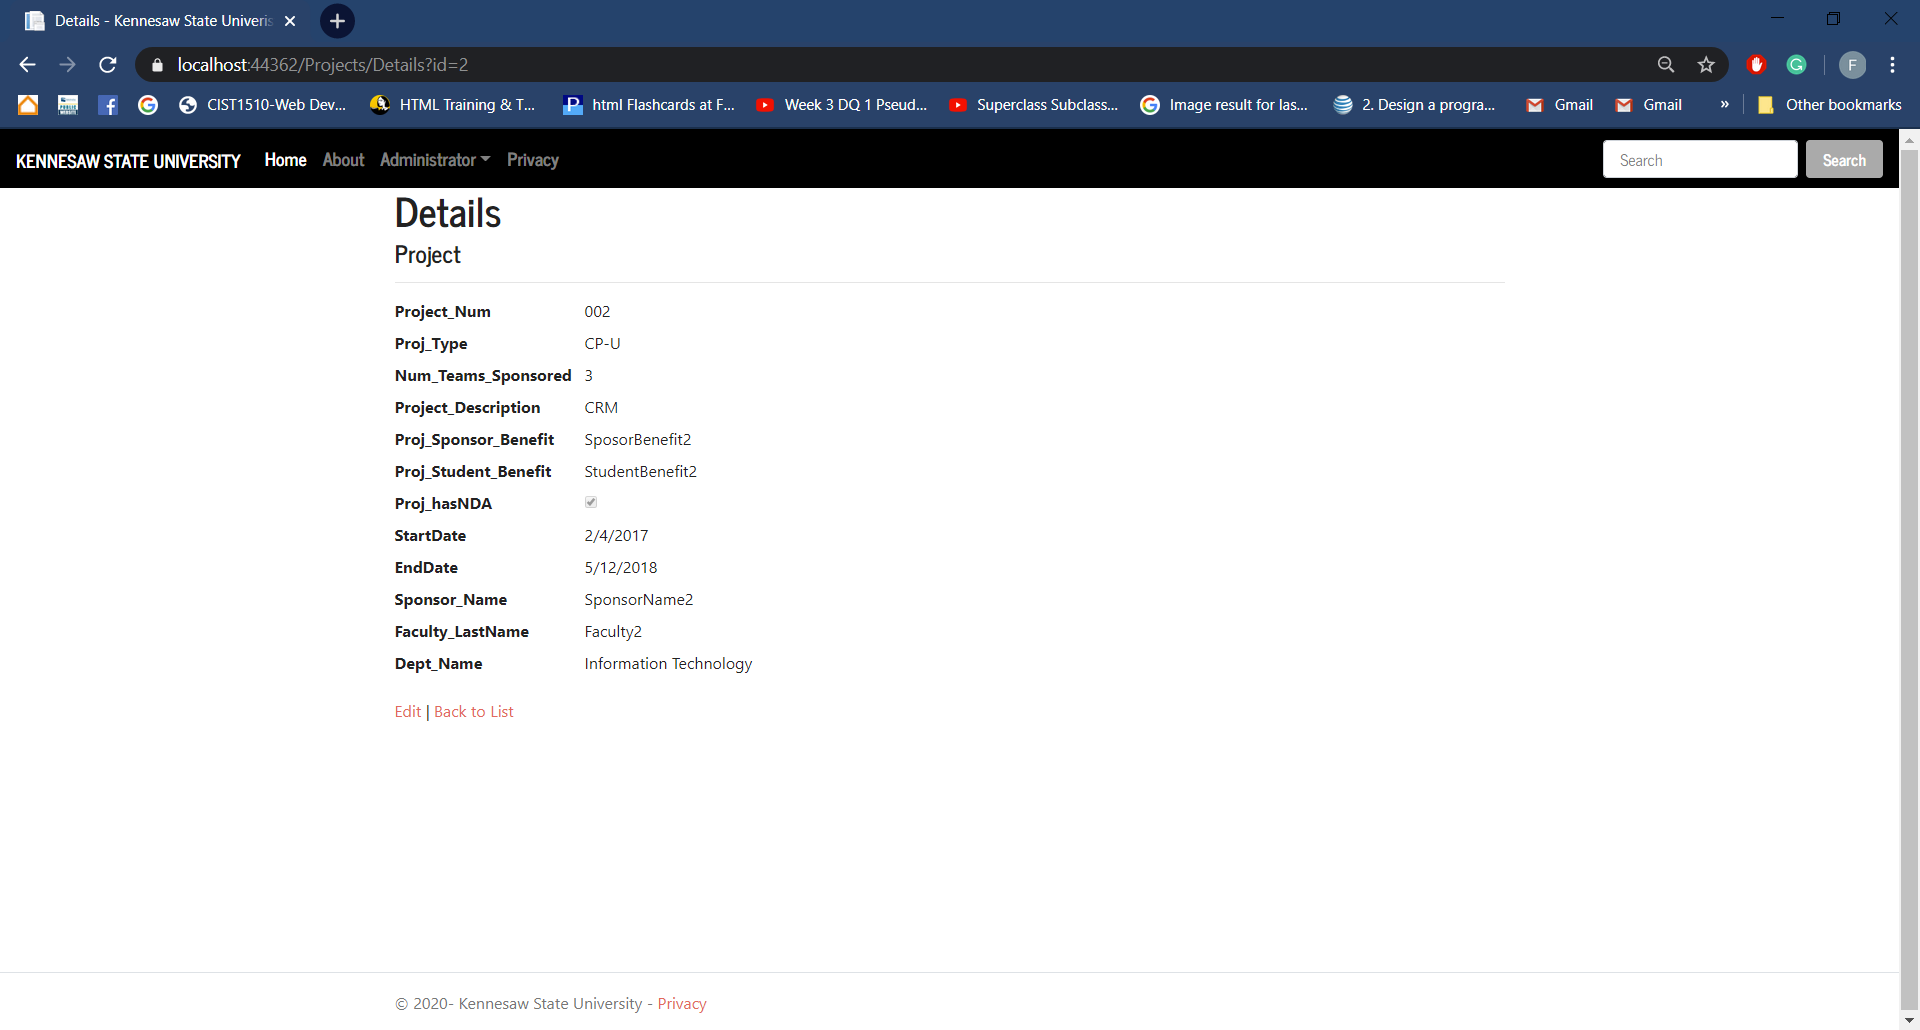 Details - Kennesaw State Univeris
localhost:44362/Projects/Details?id=2
F
CIST1510-Web Dev... HTML Training & T... html Flashcards at F... Week 3 DQ 1 Pseud... Superclass Subclass... Image result for las... 2. Design a progra... Gmail Gmail » Other bookmarks
KENNESAW STATE UNIVERSITY Home About Administrator Privacy Search Search
Details
Project
Project_Num 002
Proj_Type CP-U
Num_Teams_Sponsored 3
Project_Description CRM
Proj_Sponsor_Benefit SposorBenefit2
Proj_Student_Benefit StudentBenefit2
Proj_hasNDA
StartDate 2/4/2017
EndDate 5/12/2018
Sponsor_Name SponsorName2
Faculty_LastName Faculty2
Dept_Name Information Technology
Edit | Back to List
© 2020- Kennesaw State University - Privacy